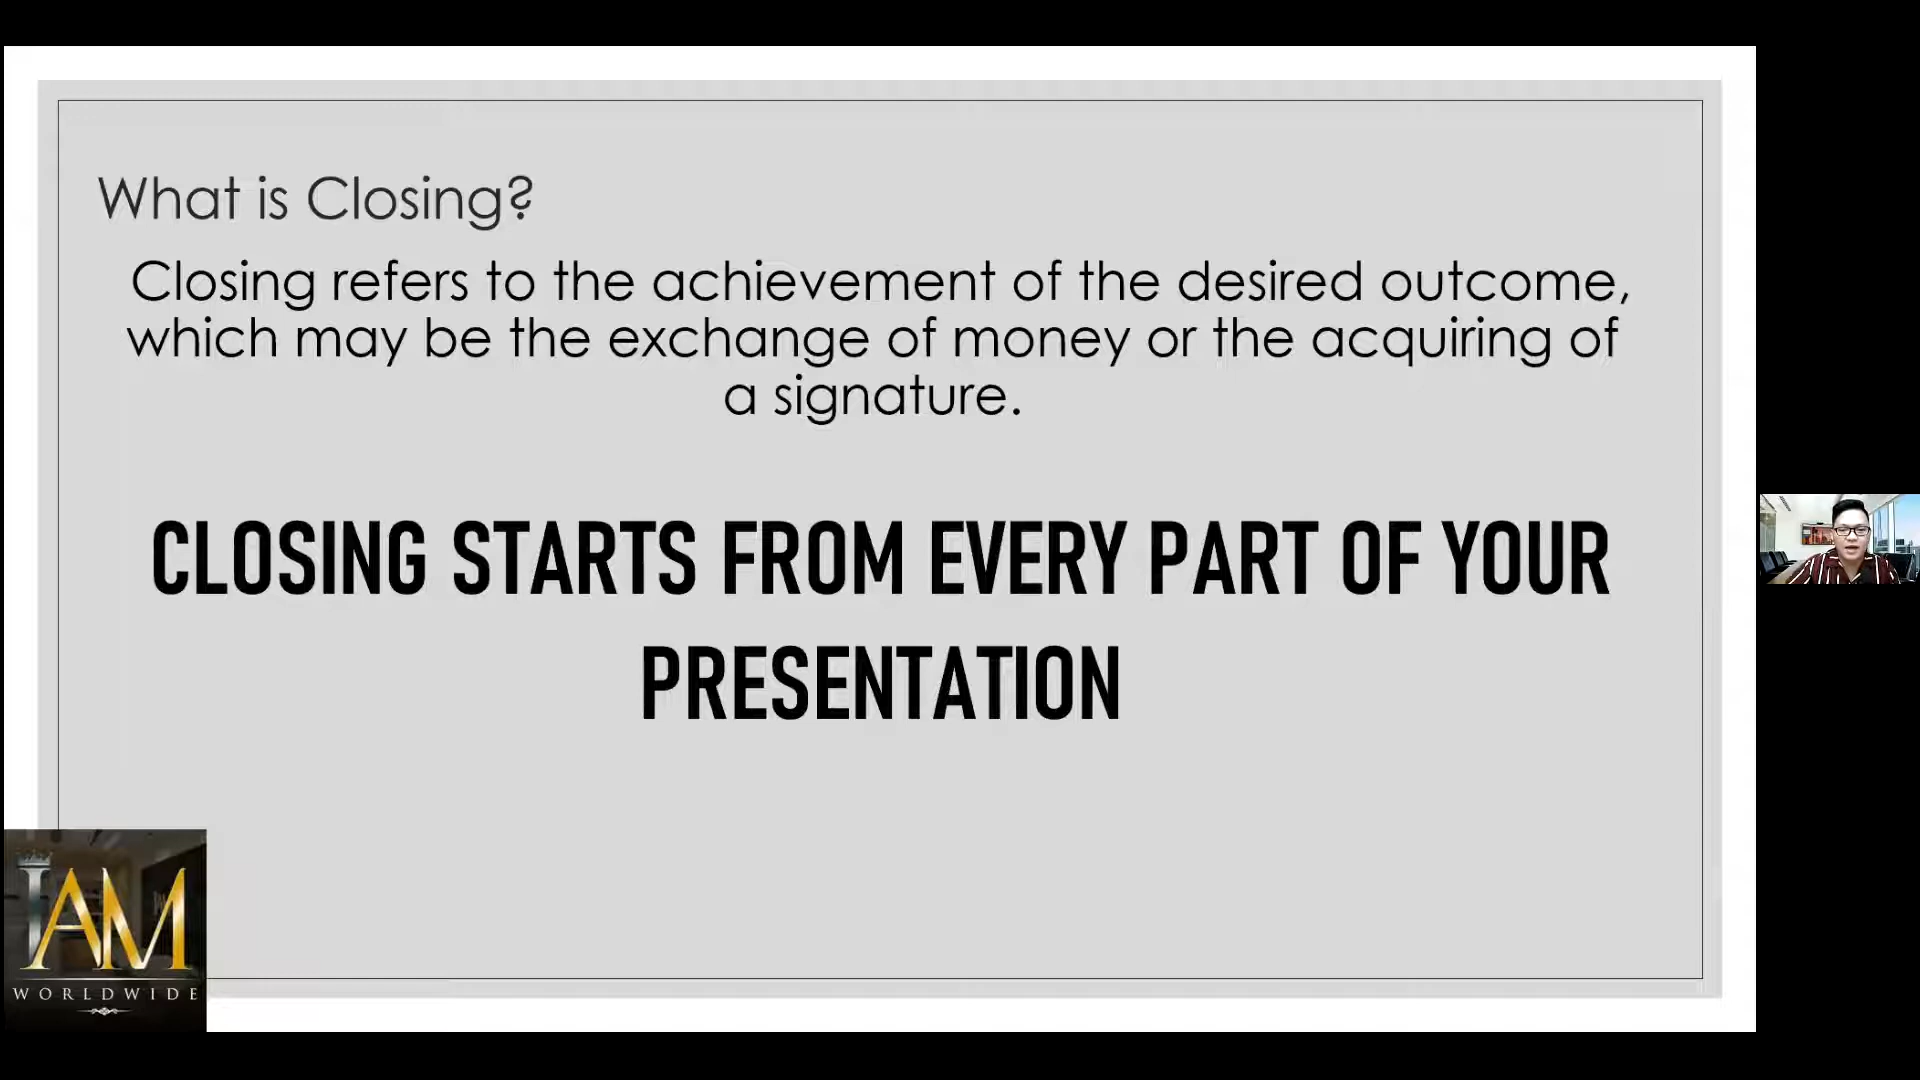 What is Closing?
Closing refers to the achievement of the desired outcome,
which may be the exchange of money or the acquiring of
a signature.
CLOSING STARTS FROM EVERY PART OF YOUR
PRESENTATION
IAM
WORLDWIDE